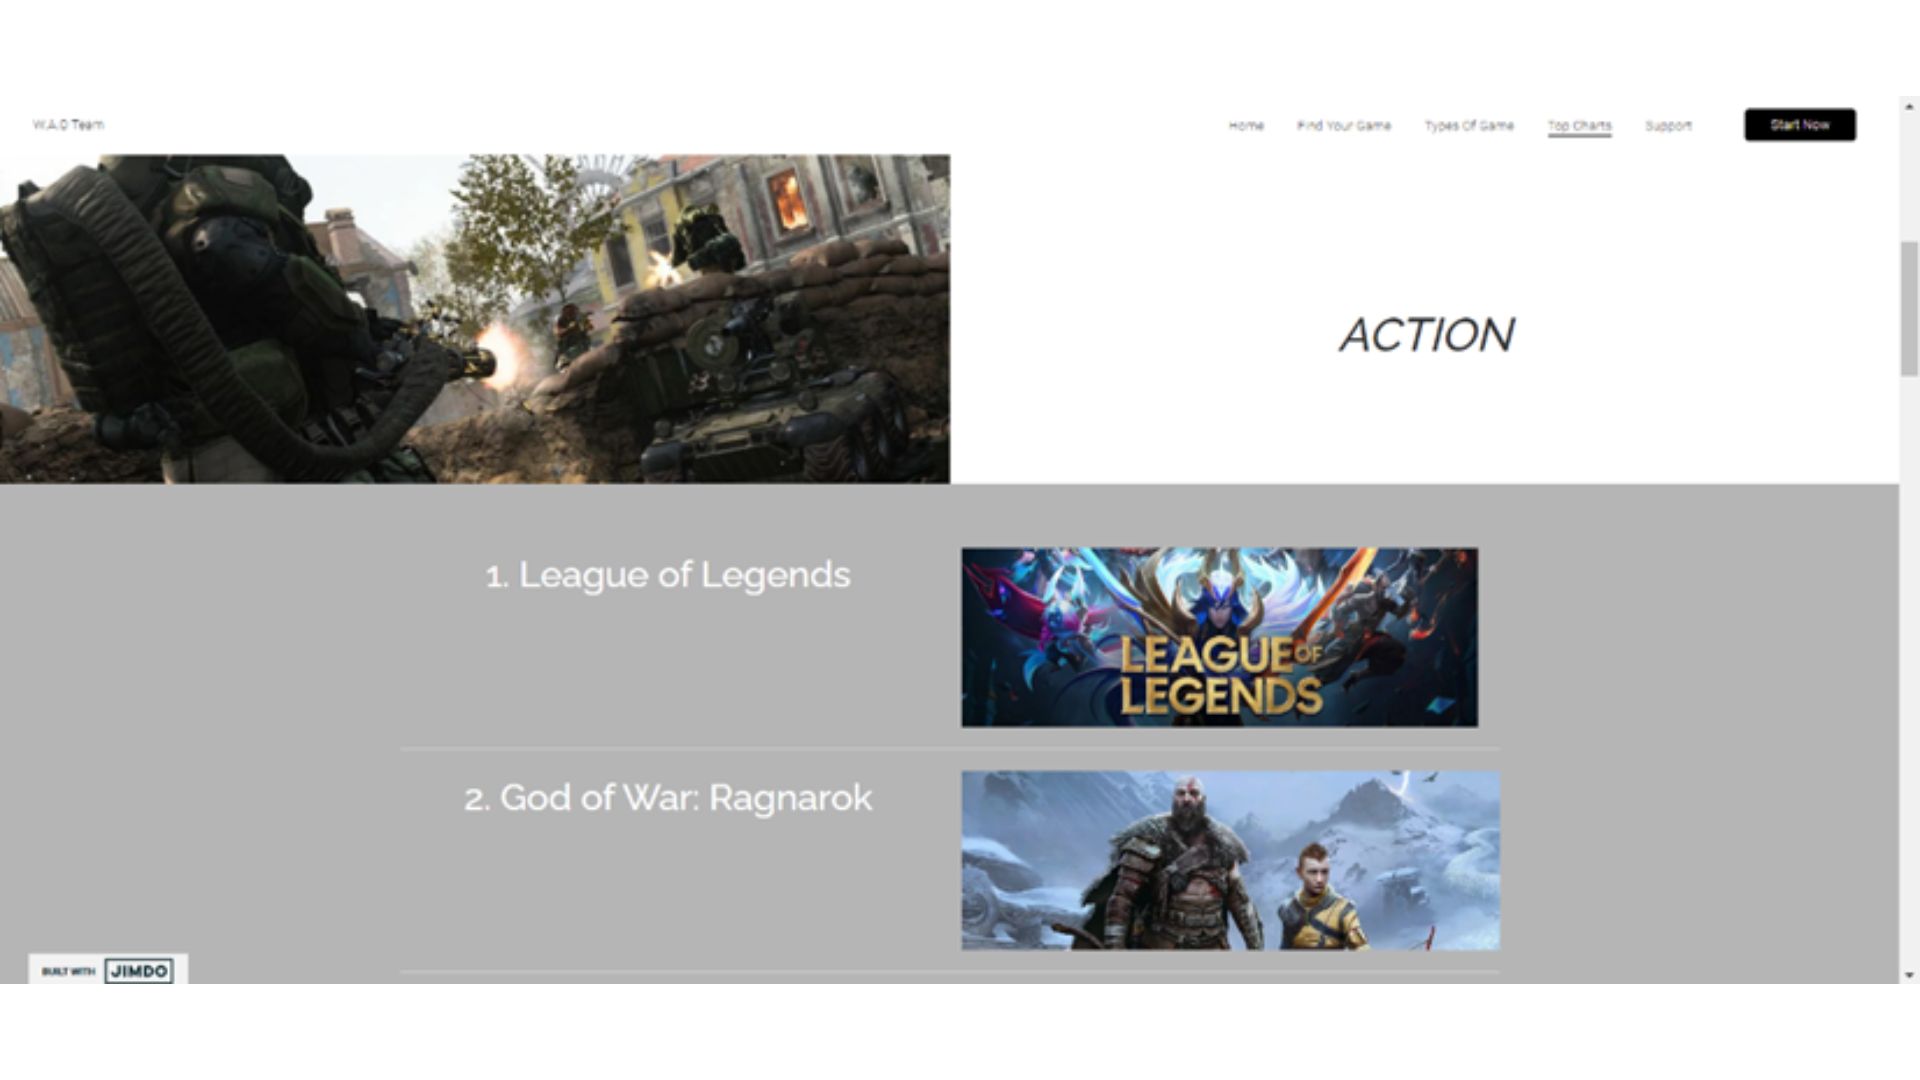 W.A.O Team
Home
Find Your Game
Types Of Game
Top Charts
Support
Start Now
ACTION
1. League of Legends
LEAGUE OF
LEGENDS
2. God of War: Ragnarok
BUILT WITH JIMDO